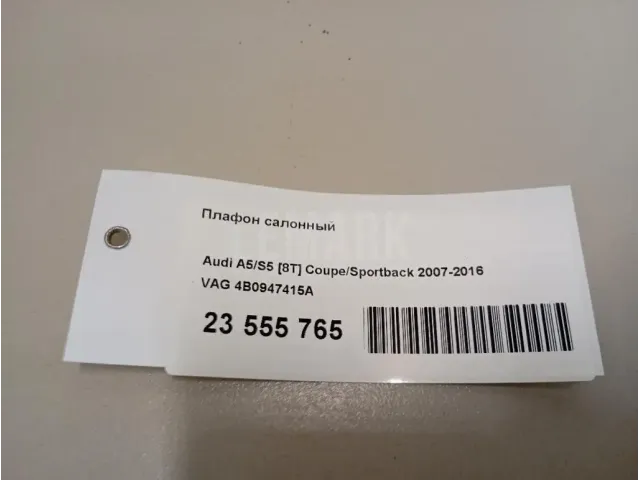 Плафон салонный
Audi A5/S5 [8T] Coupe/Sportback 2007-2016
VAG 4B0947415A
23 555 765